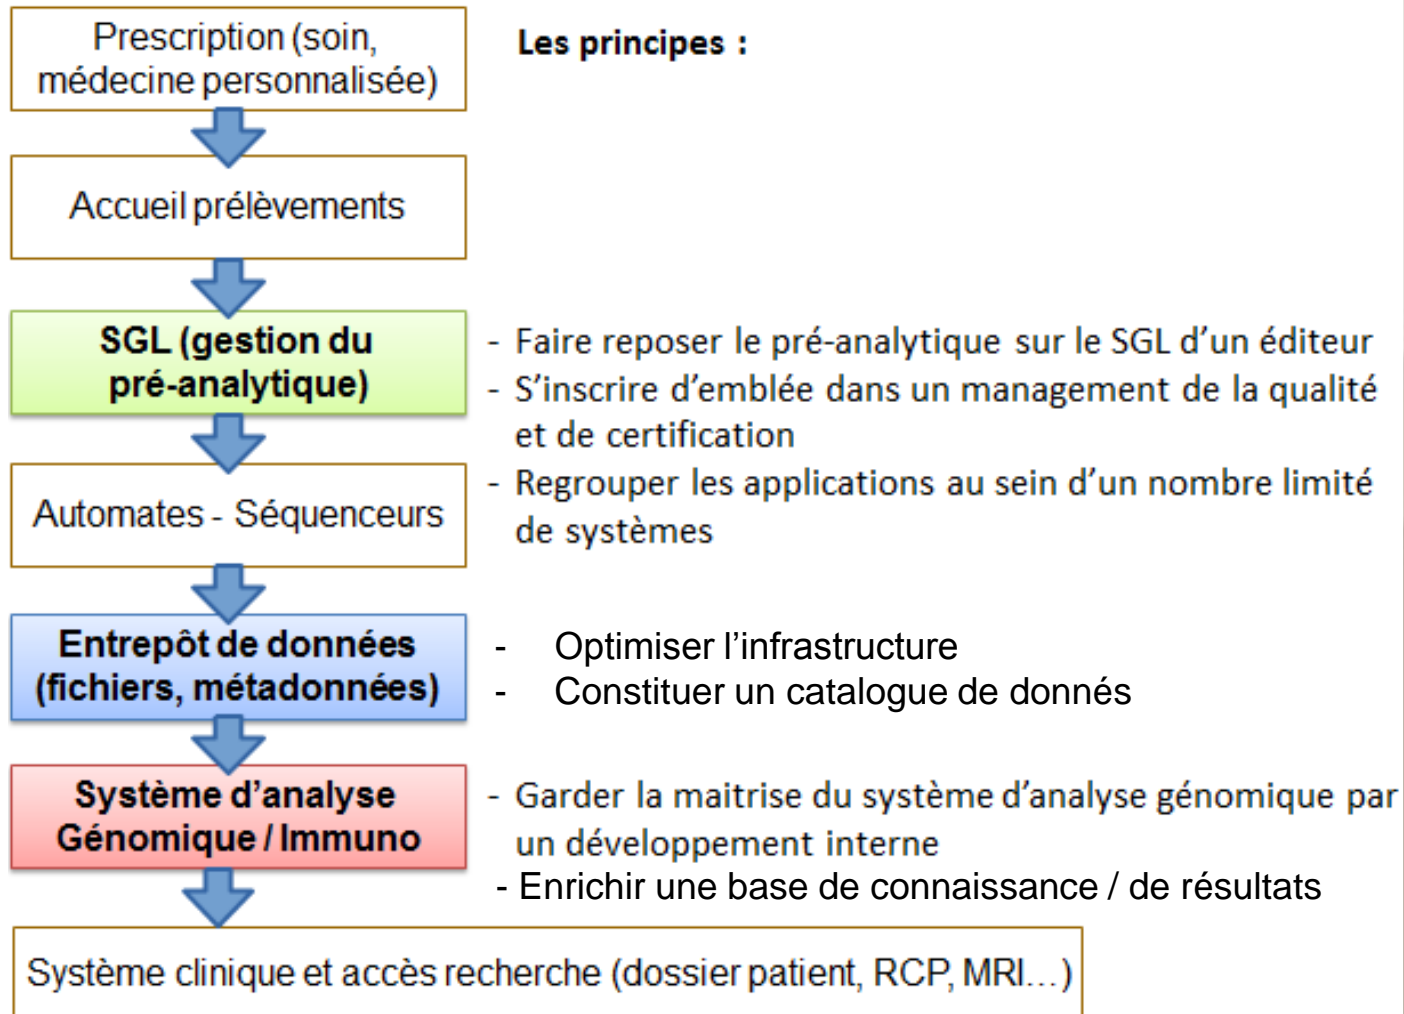 Prescription (soin,
médecine personnalisée)
Les principes :
Accueil prélèvements
SGL (gestion du
pré-analytique)
- Faire reposer le pré-analytique sur le SGL d’un éditeur
- S’inscrire d’emblée dans un management de la qualité
et de certification
- Regrouper les applications au sein d’un nombre limité
de systèmes
Automates - Séquenceurs
Entrepôt de données
(fichiers, métadonnées)
- Optimiser l’infrastructure
- Constituer un catalogue de donnés
Système d’analyse
Génomique / Immuno
- Garder la maitrise du système d’analyse génomique par
un développement interne
- Enrichir une base de connaissance / de résultats
Système clinique et accès recherche (dossier patient, RCP, MRI...)